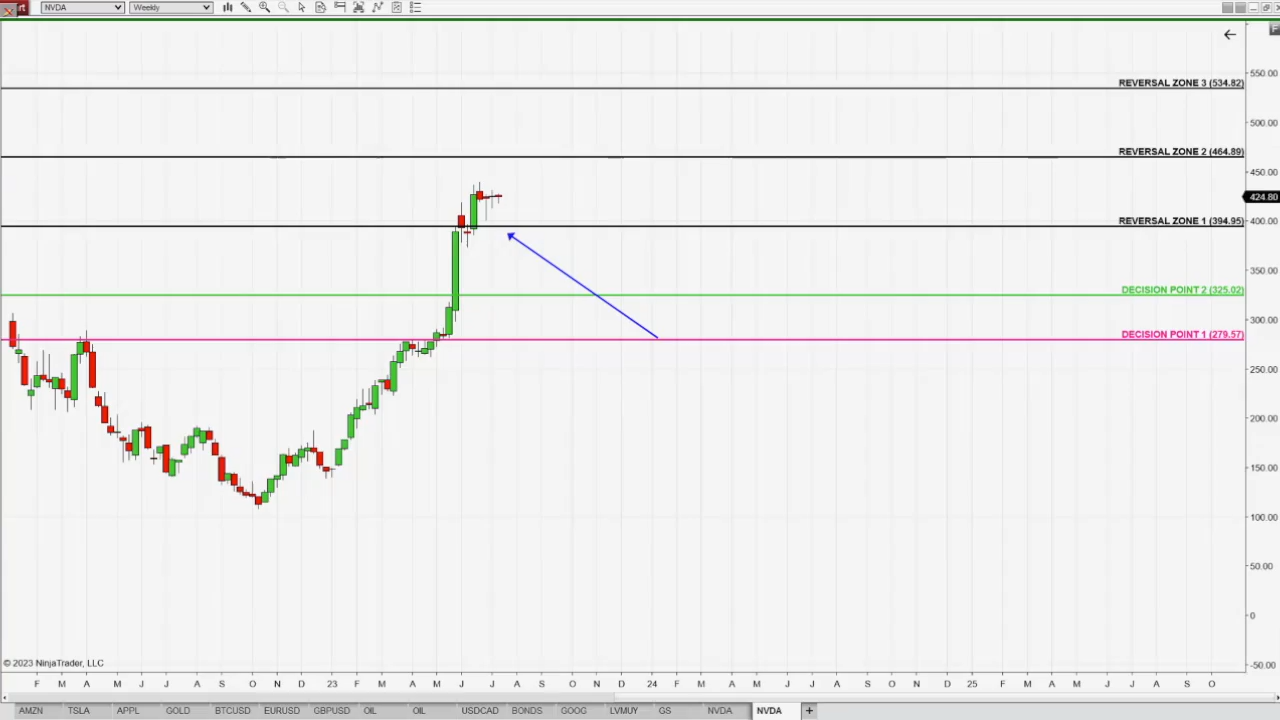 NVDA Weekly
550.00
REVERSAL ZONE 3 (534.82)
500.00
REVERSAL ZONE 2 (464.89)
450.00
424.80
REVERSAL ZONE 1 (394.95)
400.00
350.00
DECISION POINT 2 (325.02)
300.00
DECISION POINT 1 (279.57)
250.00
200.00
150.00
100.00
50.00
0
-50.00
© 2023 NinjaTrader, LLC
F M A M J J A S O N D 23 F M A M J J A S O N D 24 F M A M J J A S O N D 25 F M A M J J A S O
AMZN TSLA APPL GOLD BTCUSD EURUSD GBPUSD OIL OIL USDCAD BONDS GOOG LVMUY GS NVDA NVDA +